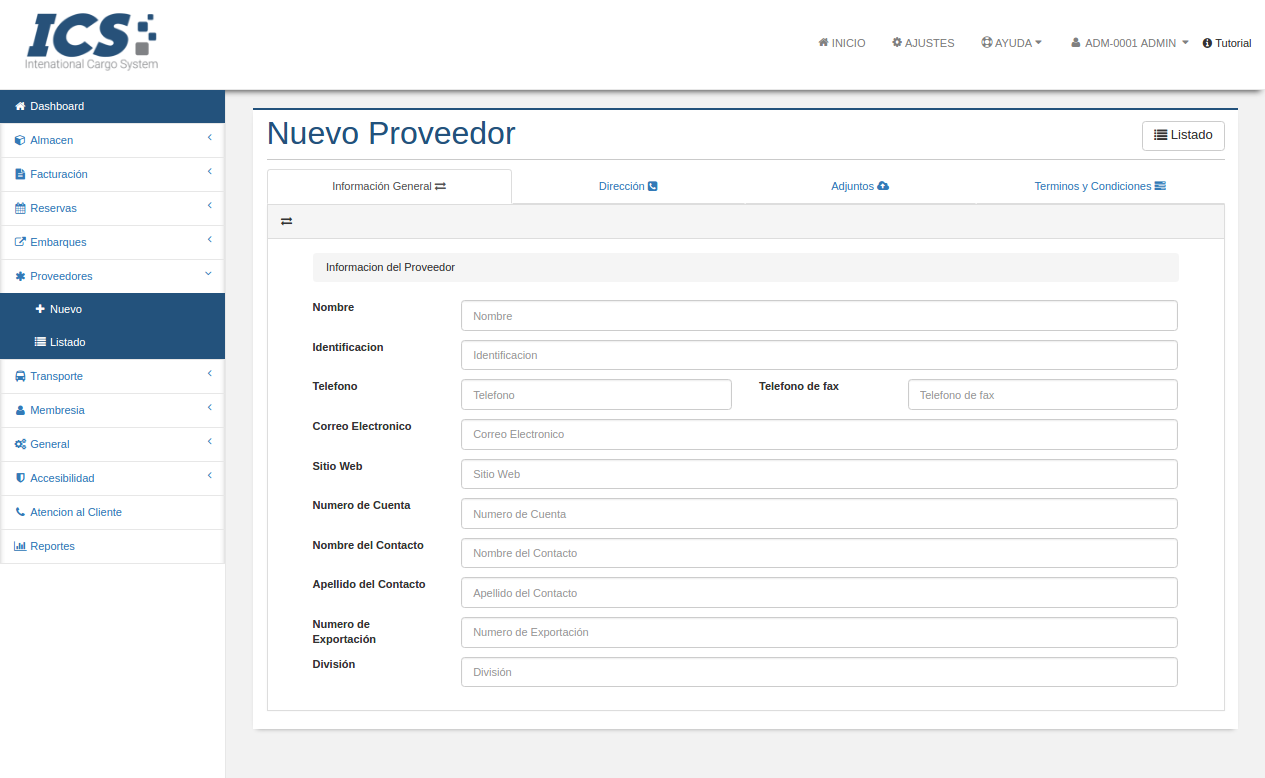 ICS
Intenational Cargo System
INICIO
AJUSTES
AYUDA
ADM-0001 ADMIN
Tutorial
Dashboard
Almacen
Facturación
Reservas
Embarques
Proveedores
Nuevo
Listado
Transporte
Membresia
General
Accesibilidad
Atencion al Cliente
Reportes
Nuevo Proveedor
Listado
Información General
Dirección
Adjuntos
Terminos y Condiciones
Informacion del Proveedor
Nombre
Nombre
Identificacion
Identificacion
Telefono
Telefono
Telefono de fax
Telefono de fax
Correo Electronico
Correo Electronico
Sitio Web
Sitio Web
Numero de Cuenta
Numero de Cuenta
Nombre del Contacto
Nombre del Contacto
Apellido del Contacto
Apellido del Contacto
Numero de
Exportación
Numero de Exportación
División
División